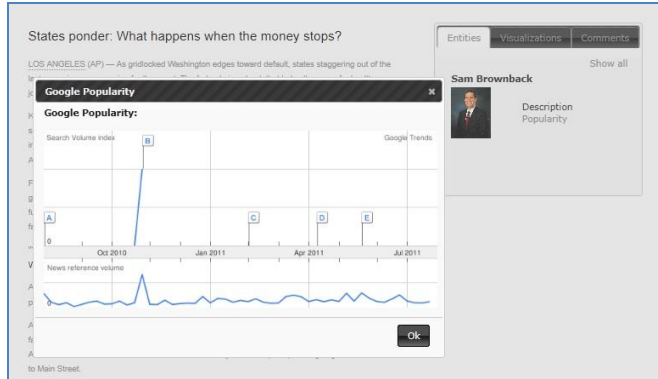 States ponder: What happens when the money stops?
LOS ANGELES (AP) — As gridlocked Washington edges toward default, states staggering out of the
Google Popularity
Google Popularity:
Search Volume index
Google Trends
A
B
C
D
E
0
Oct 2010
Jan 2011
Apr 2011
Jul 2011
News reference volume
0
Ok
to Main Street.
Entities
Visualizations
Comments
Show all
Sam Brownback
Description
Popularity